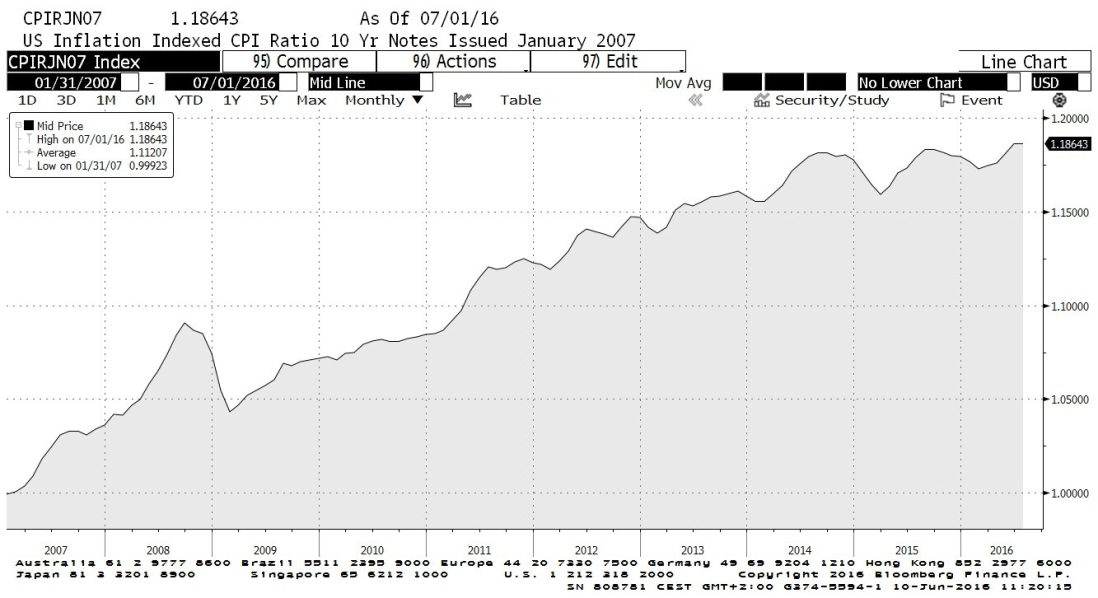 CPIRJN07 1.18643 As Of 07/01/16
US Inflation Indexed CPI Ratio 10 Yr Notes Issued January 2007
CPIRJN07 Index 95) Compare 96) Actions 97) Edit Line Chart
01/31/2007 - 07/01/2016 Mid Line Mov Avg No Lower Chart USD
1D 3D 1M 6M YTD 1Y 5Y Max Monthly ▼ Table « Security/Study Event
Mid Price 1.18643
High on 07/01/16 1.18643
Average 1.11207
Low on 01/31/07 0.99923
1.20000
1.18643
1.15000
1.10000
1.05000
1.00000
2007 2008 2009 2010 2011 2012 2013 2014 2015 2016
Australia 61 2 9777 8600 Brazil 5511 2395 9000 Europe 44 20 7330 7500 Germany 49 69 9204 1210 Hong Kong 852 2977 6000
Japan 81 3 3201 8900 Singapore 65 6212 1000 U.S. 1 212 318 2000 Copyright 2016 Bloomberg Finance L.P.
SN 808781 CEST GMT+2:00 G374-5594-1 10-Jun-2016 11:20:15